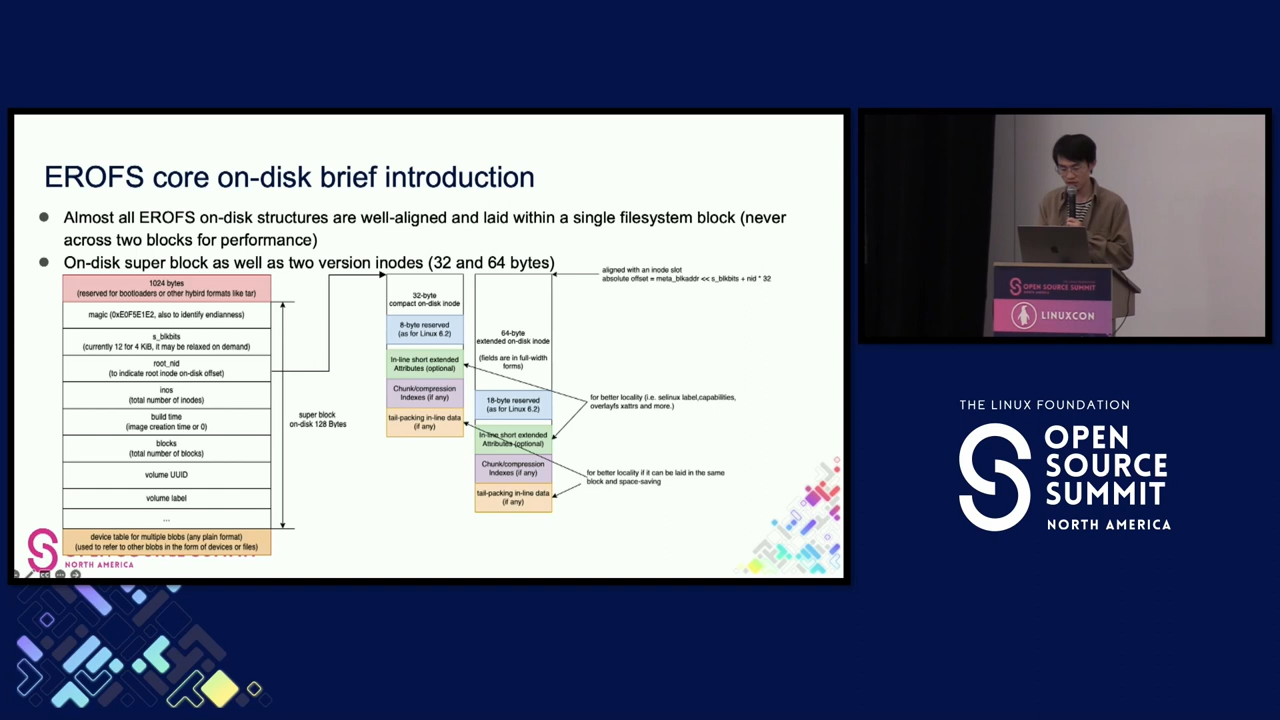 EROFS core on-disk brief introduction
Almost all EROFS on-disk structures are well-aligned and laid within a single filesystem block (never
across two blocks for performance)
On-disk super block as well as two version inodes (32 and 64 bytes)
1024 bytes
(reserved for bootloaders or other hybird formats like tar)
magic (0xE0F5E1E2, also to identify endianness)
s_blkbits
(currently 12 for 4 KiB, it may be relaxed on demand)
root_nid
(to indicate root inode on-disk offset)
inos
(total number of inodes)
build time
(image creation time or 0)
blocks
(total number of blocks)
volume UUID
volume label
...
device table for multiple blobs (any plain format)
(used to refer to other blobs in the form of devices or files)
super block
on-disk 128 Bytes
32-byte
compact on-disk inode
8-byte reserved
(as for Linux 6.2)
In-line short extended
Attributes (optional)
Chunk/compression
Indexes (if any)
tail-packing in-line data
(if any)
64-byte
extended on-disk inode
(fields are in full-width
forms)
18-byte reserved
(as for Linux 6.2)
In-line short extended
Attributes (optional)
Chunk/compression
Indexes (if any)
tail-packing in-line data
(if any)
aligned with an inode slot
absolute offset = meta_blkaddr << s_blkbits + nid * 32
for better locality (i.e. selinux label,capabilities,
overlayfs xattrs and more.)
for better locality if it can be laid in the same
block and space-saving
NORTH AMERICA
OPEN SOURCE SUMMIT
LINUXCON
THE LINUX FOUNDATION
OPEN
SOURCE
SUMMIT
NORTH AMERICA